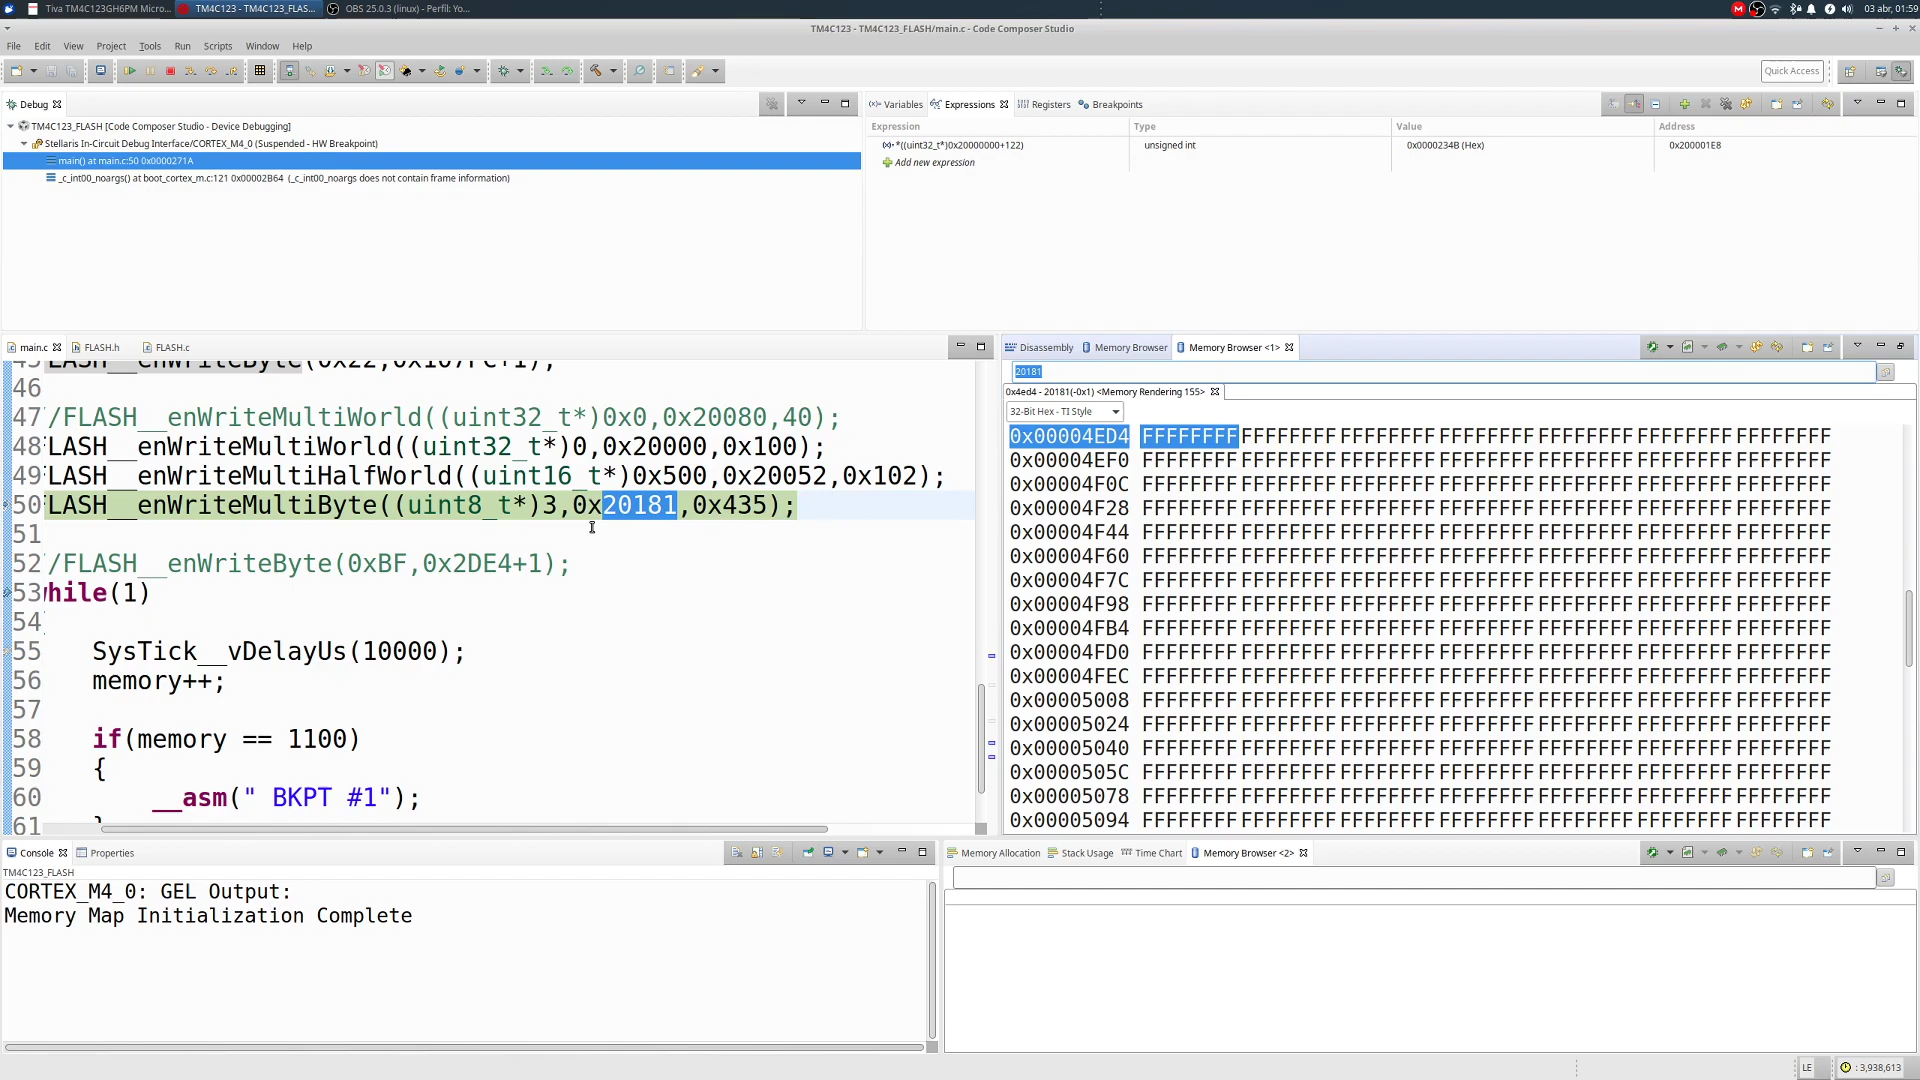 Tiva TM4C123GH6PM Micro...
TM4C123 - TM4C123_FLAS...
OBS 25.0.3 (linux) - Perfil: Yo...
03 abr, 01:59
TM4C123 - TM4C123_FLASH/main.c - Code Composer Studio
File Edit View Project Tools Run Scripts Window Help
Quick Access
Debug
TM4C123_FLASH [Code Composer Studio - Device Debugging]
Stellaris In-Circuit Debug Interface/CORTEX_M4_0 (Suspended - HW Breakpoint)
main() at main.c:50 0x0000271A
_c_int00_noargs() at boot_cortex_m.c:121 0x00002B64 (_c_int00_noargs does not contain frame information)
Variables Expressions Registers Breakpoints
Expression Type Value Address
*((uint32_t*)0x20000000+122) unsigned int 0x0000234B (Hex) 0x200001E8
Add new expression
main.c FLASH.h FLASH.c
45 LASH__enWriteByte(0x22,0x107FC+1);
46
47 /FLASH__enWriteMultiWorld((uint32_t*)0x0,0x20080,40);
48 LASH__enWriteMultiWorld((uint32_t*)0,0x20000,0x100);
49 LASH__enWriteMultiHalfWorld((uint16_t*)0x500,0x20052,0x102);
50 LASH__enWriteMultiByte((uint8_t*)3,0x20181,0x435);
51
52 /FLASH__enWriteByte(0xBF,0x2DE4+1);
53 while(1)
54
55 SysTick__vDelayUs(10000);
56 memory++;
57
58 if(memory == 1100)
59 {
60 __asm(" BKPT #1");
61 }
Disassembly Memory Browser Memory Browser <1>
20181
0x4ed4 - 20181(-0x1) <Memory Rendering 155>
32-Bit Hex - TI Style
0x00004ED4 FFFFFFFF FFFFFFFF FFFFFFFF FFFFFFFF FFFFFFFF FFFFFFFF FFFFFFFF
0x00004EF0 FFFFFFFF FFFFFFFF FFFFFFFF FFFFFFFF FFFFFFFF FFFFFFFF FFFFFFFF
0x00004F0C FFFFFFFF FFFFFFFF FFFFFFFF FFFFFFFF FFFFFFFF FFFFFFFF FFFFFFFF
0x00004F28 FFFFFFFF FFFFFFFF FFFFFFFF FFFFFFFF FFFFFFFF FFFFFFFF FFFFFFFF
0x00004F44 FFFFFFFF FFFFFFFF FFFFFFFF FFFFFFFF FFFFFFFF FFFFFFFF FFFFFFFF
0x00004F60 FFFFFFFF FFFFFFFF FFFFFFFF FFFFFFFF FFFFFFFF FFFFFFFF FFFFFFFF
0x00004F7C FFFFFFFF FFFFFFFF FFFFFFFF FFFFFFFF FFFFFFFF FFFFFFFF FFFFFFFF
0x00004F98 FFFFFFFF FFFFFFFF FFFFFFFF FFFFFFFF FFFFFFFF FFFFFFFF FFFFFFFF
0x00004FB4 FFFFFFFF FFFFFFFF FFFFFFFF FFFFFFFF FFFFFFFF FFFFFFFF FFFFFFFF
0x00004FD0 FFFFFFFF FFFFFFFF FFFFFFFF FFFFFFFF FFFFFFFF FFFFFFFF FFFFFFFF
0x00004FEC FFFFFFFF FFFFFFFF FFFFFFFF FFFFFFFF FFFFFFFF FFFFFFFF FFFFFFFF
0x00005008 FFFFFFFF FFFFFFFF FFFFFFFF FFFFFFFF FFFFFFFF FFFFFFFF FFFFFFFF
0x00005024 FFFFFFFF FFFFFFFF FFFFFFFF FFFFFFFF FFFFFFFF FFFFFFFF FFFFFFFF
0x00005040 FFFFFFFF FFFFFFFF FFFFFFFF FFFFFFFF FFFFFFFF FFFFFFFF FFFFFFFF
0x0000505C FFFFFFFF FFFFFFFF FFFFFFFF FFFFFFFF FFFFFFFF FFFFFFFF FFFFFFFF
0x00005078 FFFFFFFF FFFFFFFF FFFFFFFF FFFFFFFF FFFFFFFF FFFFFFFF FFFFFFFF
0x00005094 FFFFFFFF FFFFFFFF FFFFFFFF FFFFFFFF FFFFFFFF FFFFFFFF FFFFFFFF
Console Properties
TM4C123_FLASH
CORTEX_M4_0: GEL Output:
Memory Map Initialization Complete
Memory Allocation Stack Usage Time Chart Memory Browser <2>
LE : 3,938,613